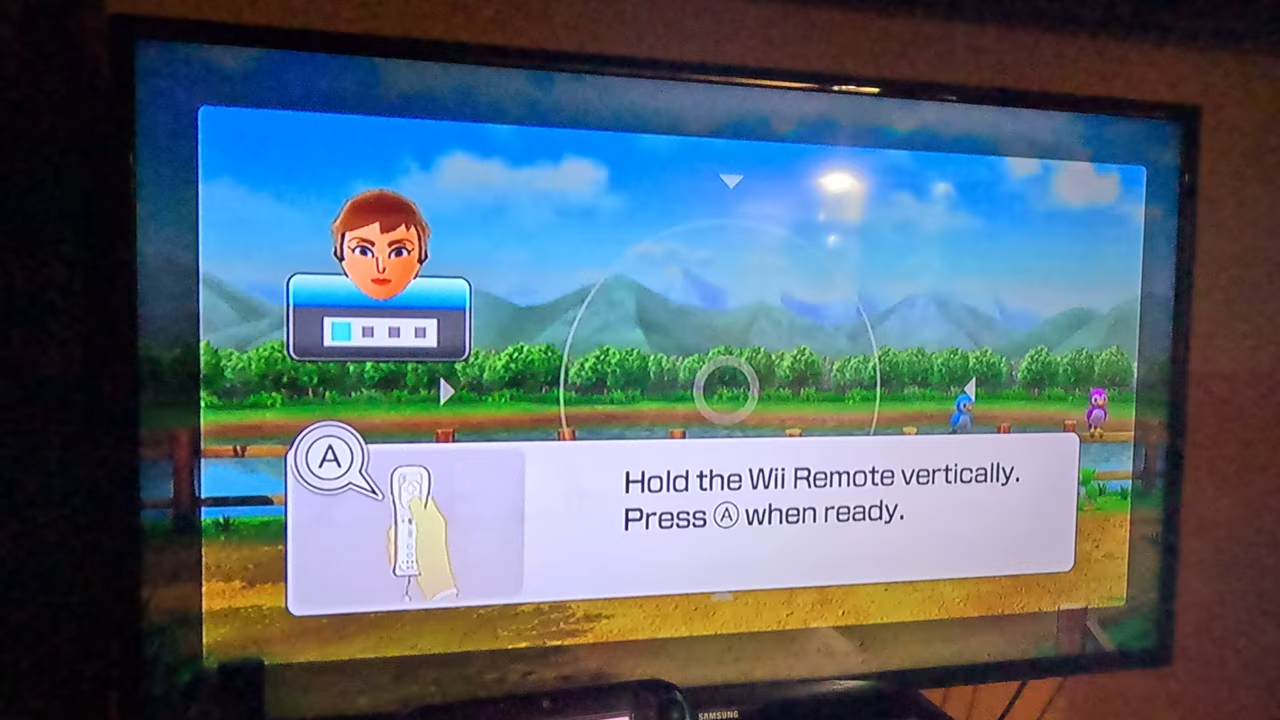 A
Hold the Wii Remote vertically.
Press Ⓐ when ready.
SAMSUNG